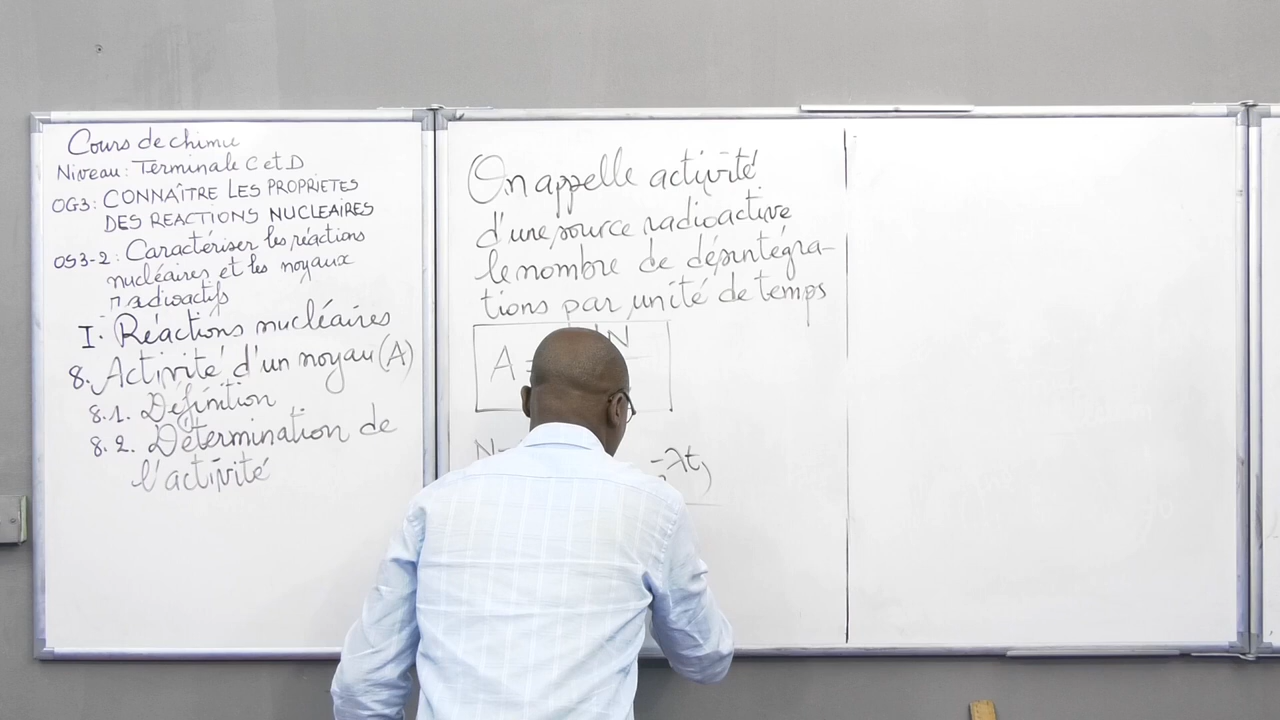 Cours de chimie
Niveau: Terminale C et D
OG3: CONNAÎTRE LES PROPRIETES
DES REACTIONS NUCLEAIRES
OS3-2: Caractériser les réactions
nucléaires et les noyaux
radioactifs
I. Réactions nucléaires
8. Activité d'un noyau (A)
8.1. Définition
8.2. Détermination de
l'activité
On appelle activité
d'une source radioactive
le nombre de désintégra-
tions par unité de temps
A = dN
N= -λt